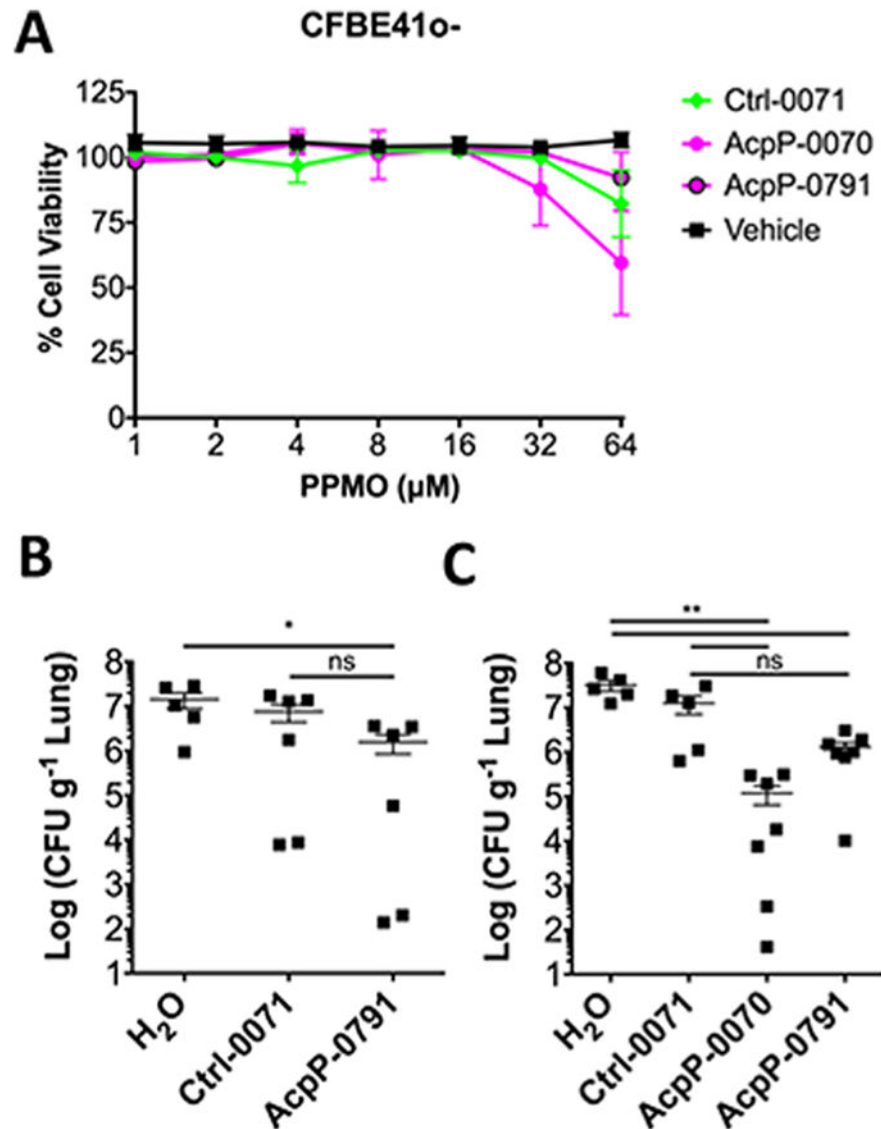 A
CFBE41o-
125
100
75
50
25
0
% Cell Viability
1 2 4 8 16 32 64
PPMO (µM)
Ctrl-0071
AcpP-0070
AcpP-0791
Vehicle
B
*
ns
8
7
6
5
4
3
2
1
Log (CFU g-1 Lung)
H2O
Ctrl-0071
AcpP-0791
C
**
ns
8
7
6
5
4
3
2
1
Log (CFU g-1 Lung)
H2O
Ctrl-0071
AcpP-0070
AcpP-0791